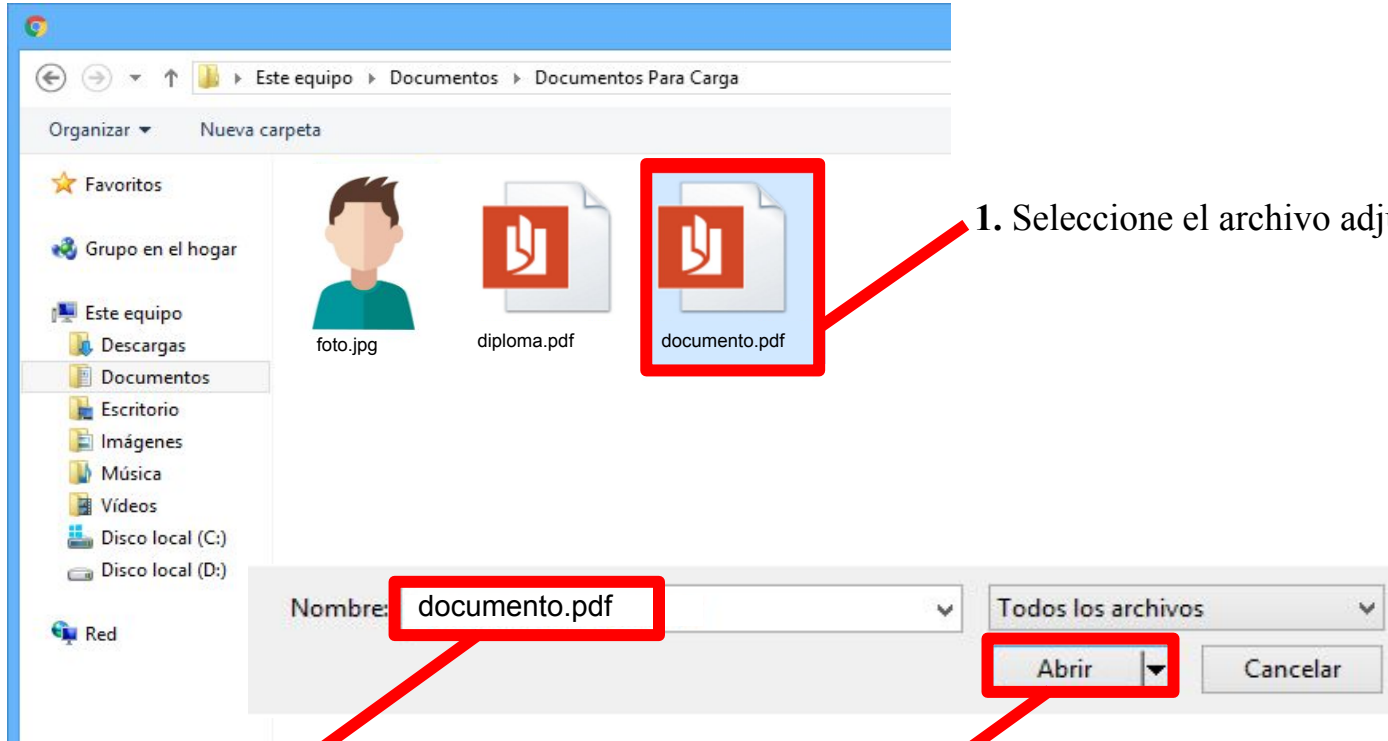 Este equipo Documentos Documentos Para Carga
Organizar Nueva carpeta
Favoritos
Grupo en el hogar
Este equipo
Descargas
Documentos
Escritorio
Imágenes
Música
Vídeos
Disco local (C:)
Disco local (D:)
Red
foto.jpg
diploma.pdf
documento.pdf
1. Seleccione el archivo
Nombre: documento.pdf
Todos los archivos
Abrir
Cancelar